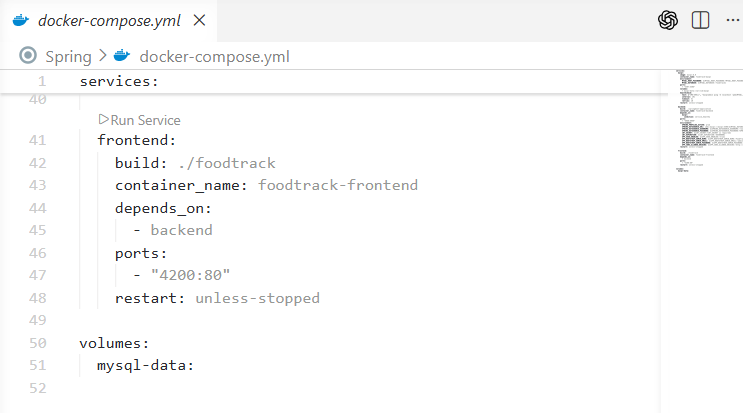 docker-compose.yml
Spring > docker-compose.yml
1 services:
40
Run Service
41 frontend:
42 build: ./foodtrack
43 container_name: foodtrack-frontend
44 depends_on:
45 - backend
46 ports:
47 - "4200:80"
48 restart: unless-stopped
49
50 volumes:
51 mysql-data:
52